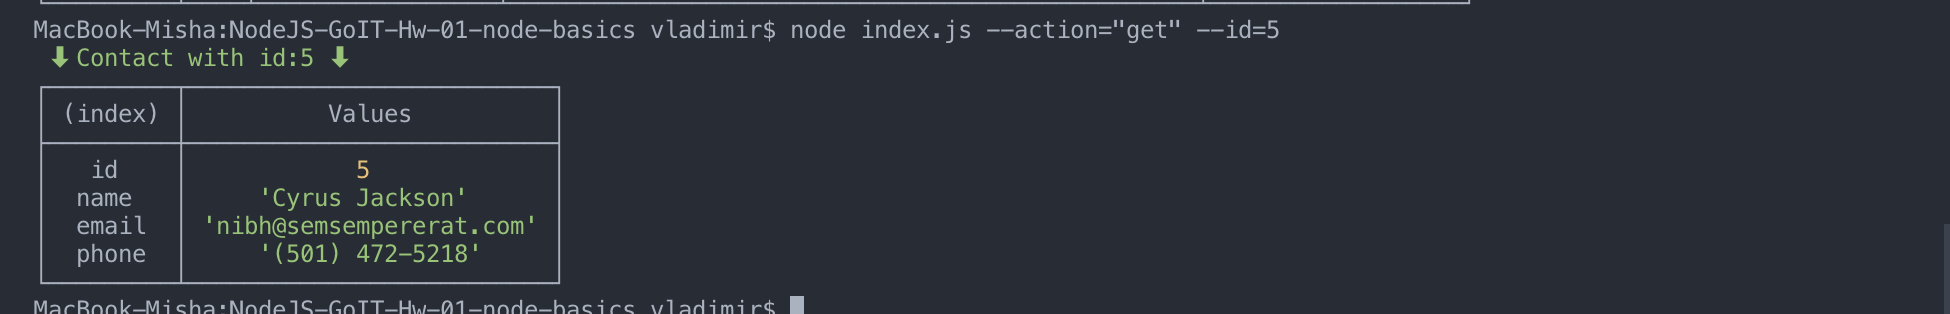 MacBook-Misha:NodeJS-GoIT-Hw-01-node-basics vladimir$ node index.js --action="get" --id=5
⬇ Contact with id:5 ⬇
(index) Values
id 5
name 'Cyrus Jackson'
email 'nibh@semsempererat.com'
phone '(501) 472-5218'
MacBook-Misha:NodeJS-GoIT-Hw-01-node-basics vladimir$